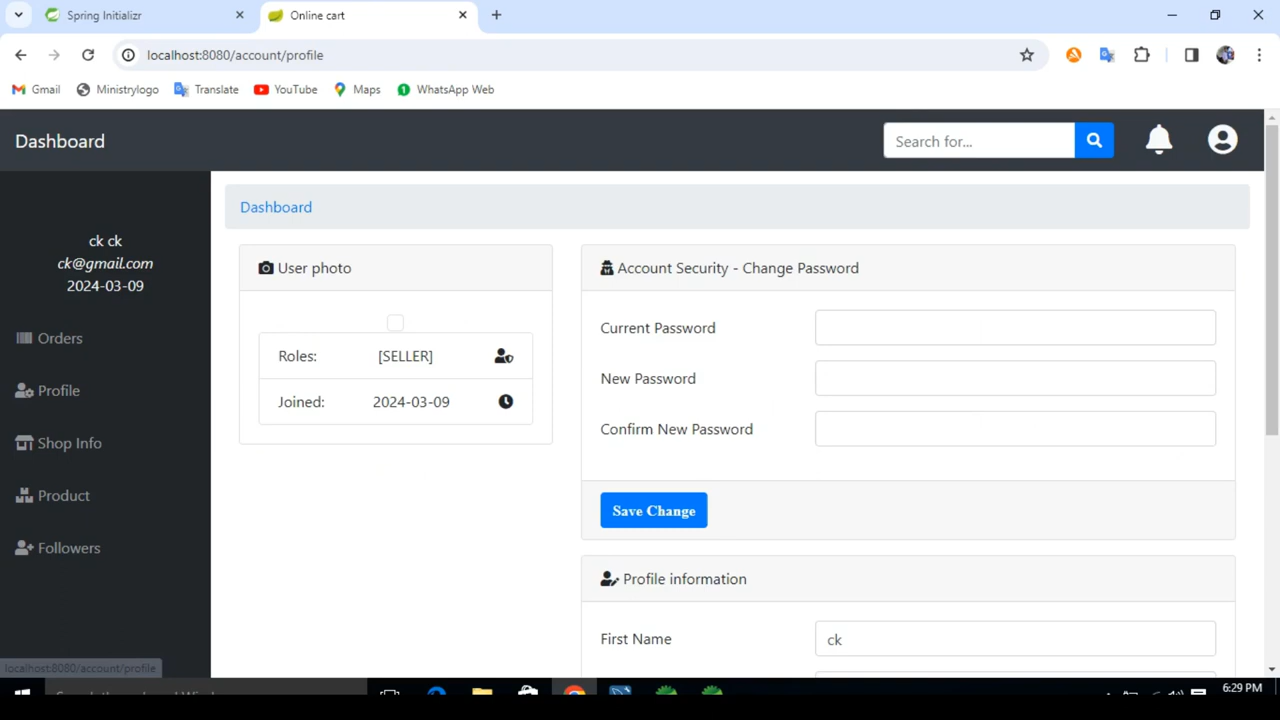 Spring Initializr
Online cart
localhost:8080/account/profile
Gmail
Ministrylogo
Translate
YouTube
Maps
WhatsApp Web
Dashboard
Search for...
ck ck
ck@gmail.com
2024-03-09
Orders
Profile
Shop Info
Product
Followers
Dashboard
User photo
Roles: [SELLER]
Joined: 2024-03-09
Account Security - Change Password
Current Password
New Password
Confirm New Password
Save Change
Profile information
First Name
ck
localhost:8080/account/profile
6:29 PM